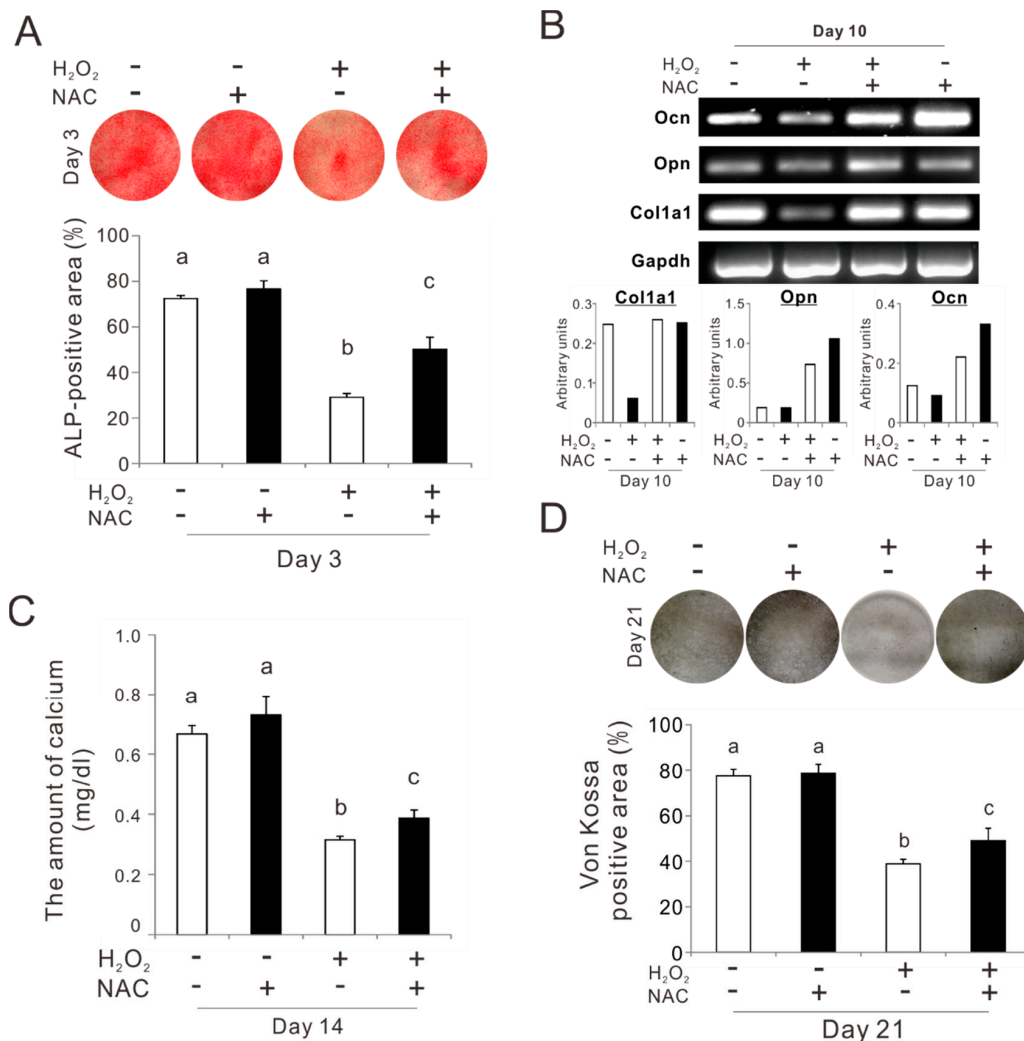 A
H₂O₂ - - + +
NAC - + - +
Day 3
ALP-positive area (%)
100
80
60
40
20
0
a a b c
H₂O₂ - - + +
NAC - + - +
Day 3
B
Day 10
H₂O₂ - + + -
NAC - - + +
Ocn
Opn
Col1a1
Gapdh
Col1a1
Arbitrary units
0.3
0.2
0.1
0
H₂O₂ - + + -
NAC - - + +
Day 10
Opn
Arbitrary units
1.5
1.0
0.5
0
- + + -
- - + +
Day 10
Ocn
Arbitrary units
0.4
0.2
0
- + + -
- - + +
Day 10
C
The amount of calcium
(mg/dl)
1.0
0.8
0.6
0.4
0.2
0
a a b c
H₂O₂ - - + +
NAC - + - +
Day 14
D
H₂O₂ - - + +
NAC - + - +
Day 21
Von Kossa
positive area (%)
100
80
60
40
20
0
a a b c
H₂O₂ - - + +
NAC - + - +
Day 21